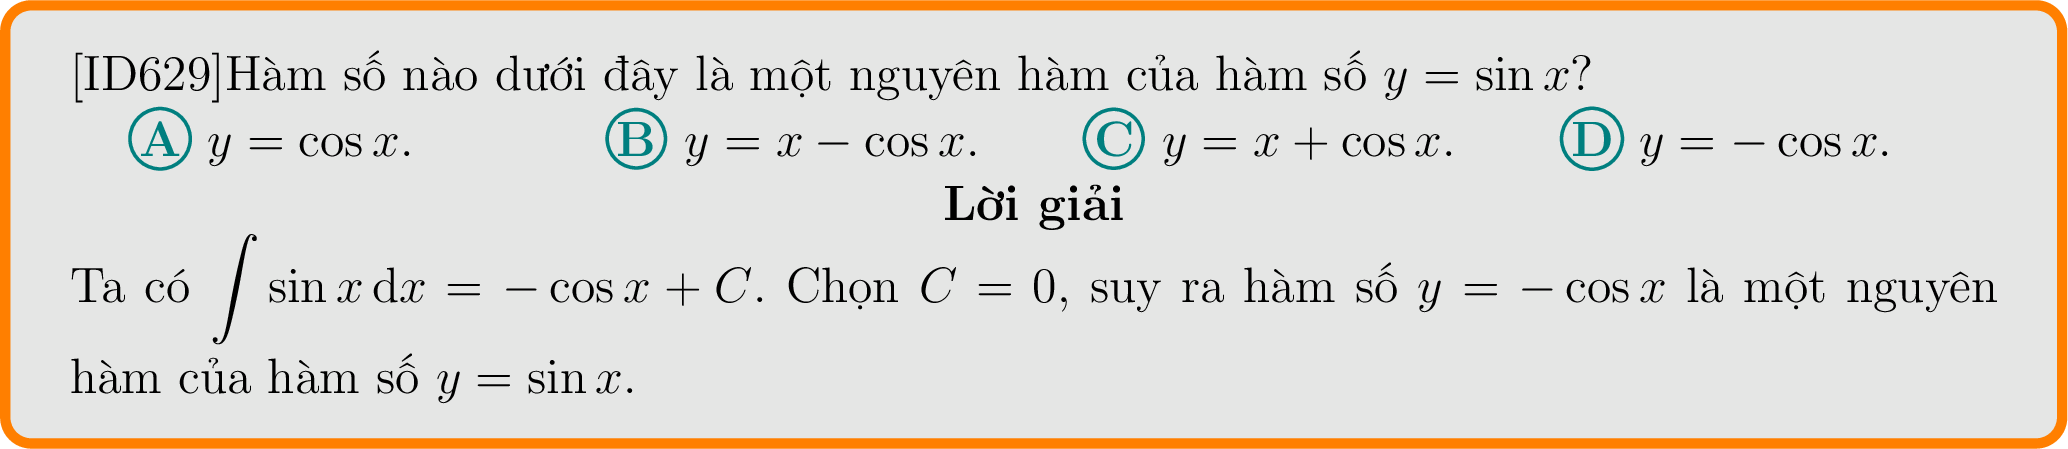 [ID629]Hàm số nào dưới đây là một nguyên hàm của hàm số y = sin x?
A y = cos x. B y = x − cos x. C y = x + cos x. D y = − cos x.
Lời giải
Ta có ∫ sin x dx = − cos x + C. Chọn C = 0, suy ra hàm số y = − cos x là một nguyên
hàm của hàm số y = sin x.